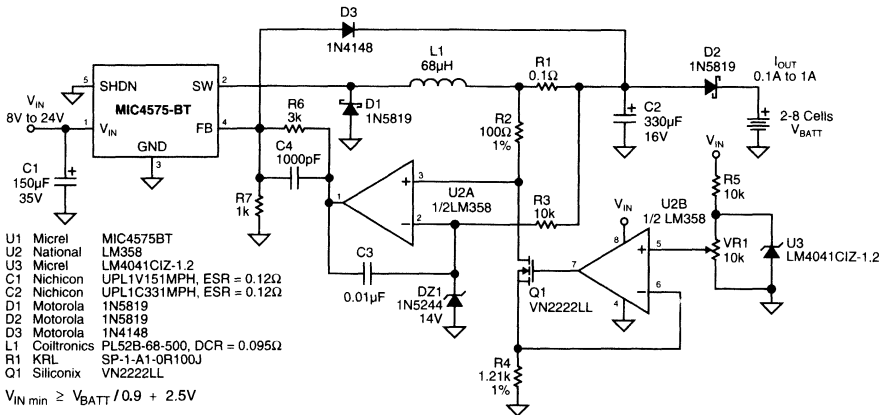 D3
1N4148
L1
68µH
R1
0.1Ω
D2
1N5819
I_OUT
0.1A to 1A
5
SHDN
SW
2
MIC4575-BT
V_IN
8V to 24V
1
V_IN
FB
4
GND
3
R6
3k
D1
1N5819
R2
100Ω
1%
C2
330µF
16V
2-8 Cells
V_BATT
C1
150µF
35V
C4
1000pF
R7
1k
1
3
+
U2A
1/2LM358
–
2
R3
10k
V_IN
R5
10k
V_IN
U2B
1/2 LM358
8
+
5
VR1
10k
U3
LM4041CIZ-1.2
7
–
6
4
C3
0.01µF
DZ1
1N5244
14V
Q1
VN2222LL
R4
1.21k
1%
U1 Micrel MIC4575BT
U2 National LM358
U3 Micrel LM4041CIZ-1.2
C1 Nichicon UPL1V151MPH, ESR = 0.12Ω
C2 Nichicon UPL1C331MPH, ESR = 0.12Ω
D1 Motorola 1N5819
D2 Motorola 1N5819
D3 Motorola 1N4148
L1 Coiltronics PL52B-68-500, DCR = 0.095Ω
R1 KRL SP-1-A1-0R100J
Q1 Siliconix VN2222LL
V_IN min ≥ V_BATT / 0.9 + 2.5V